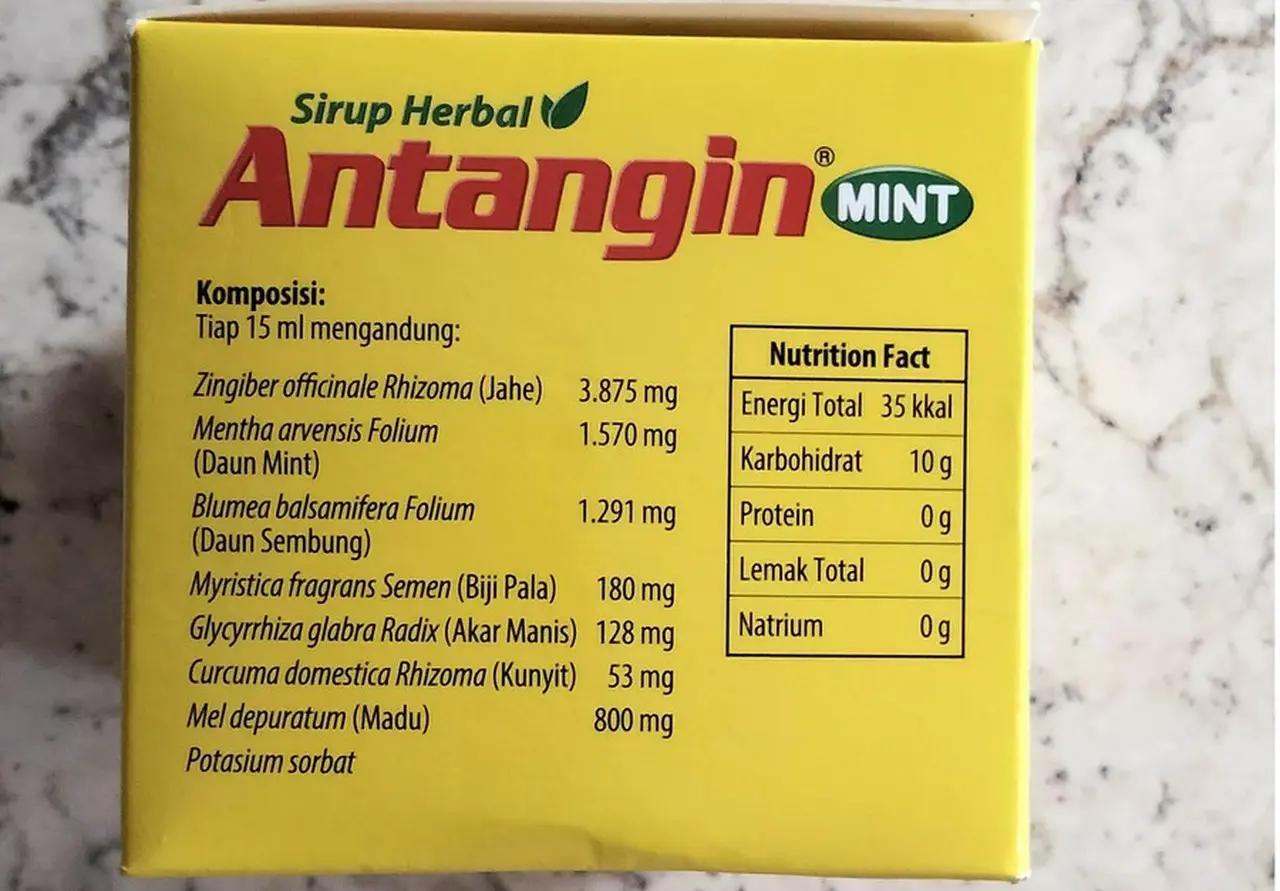 Sirup Herbal
Antangin® MINT
Komposisi:
Tiap 15 ml mengandung:
Zingiber officinale Rhizoma (Jahe) 3.875 mg
Mentha arvensis Folium 1.570 mg
(Daun Mint)
Blumea balsamifera Folium 1.291 mg
(Daun Sembung)
Myristica fragrans Semen (Biji Pala) 180 mg
Glycyrrhiza glabra Radix (Akar Manis) 128 mg
Curcuma domestica Rhizoma (Kunyit) 53 mg
Mel depuratum (Madu) 800 mg
Potasium sorbat
Nutrition Fact
Energi Total 35 kkal
Karbohidrat 10 g
Protein 0 g
Lemak Total 0 g
Natrium 0 g